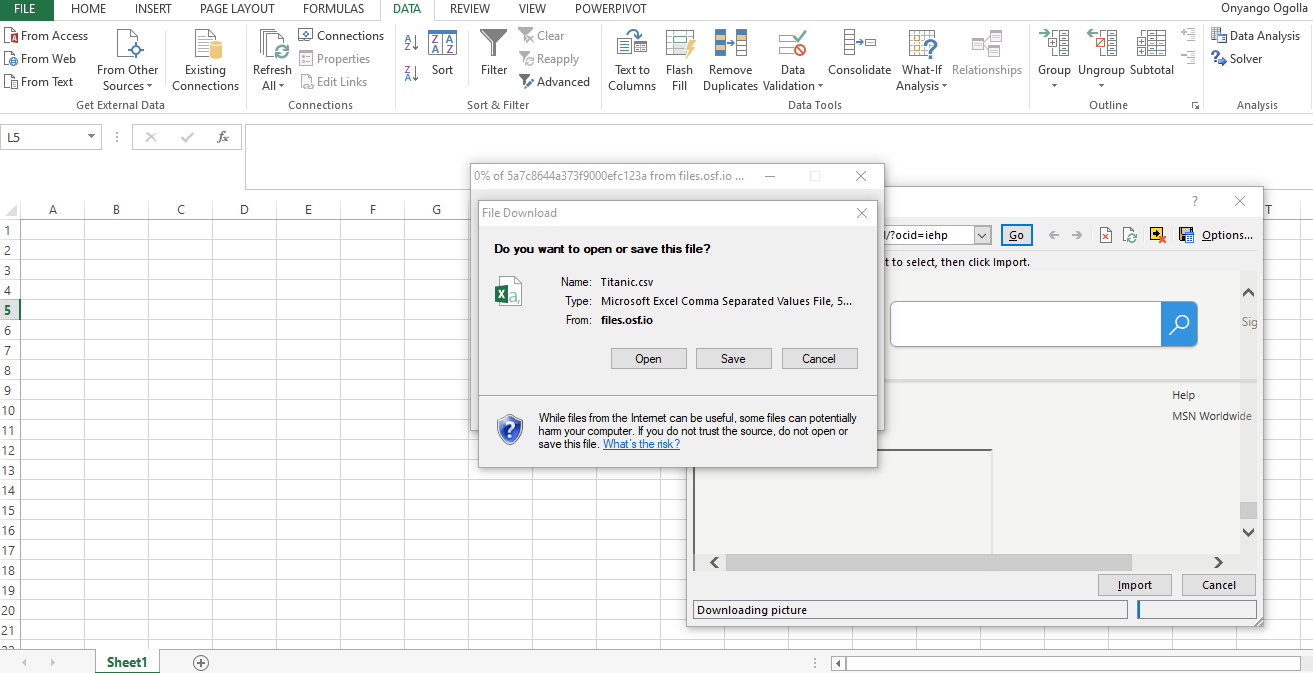 FILE HOME INSERT PAGE LAYOUT FORMULAS DATA REVIEW VIEW POWERPIVOT Onyango Ogolla
From Access
From Web
From Text
From Other Sources
Existing Connections
Get External Data
Refresh All
Connections
Properties
Edit Links
Connections
A Z
Z A
Z A A Z
Sort
Filter
Clear
Reapply
Advanced
Sort & Filter
Text to Columns
Flash Fill
Remove Duplicates
Data Validation
Consolidate
What-If Analysis
Relationships
Data Tools
Group
Ungroup
Subtotal
Outline
Data Analysis
Solver
Analysis
L5
fx
A B C D E F G T
1
2
3
4
5
6
7
8
9
10
11
12
13
14
15
16
17
18
19
20
21
0% of 5a7c8644a373f9000efc123a from files.osf.io ...
File Download
Do you want to open or save this file?
Name: Titanic.csv
Type: Microsoft Excel Comma Separated Values File, 5...
From: files.osf.io
Open Save Cancel
While files from the Internet can be useful, some files can potentially
harm your computer. If you do not trust the source, do not open or
save this file. What's the risk?
?
/?ocid=iehp Go Options...
t to select, then click Import.
Sig
Help
MSN Worldwide
Import Cancel
Downloading picture
Sheet1